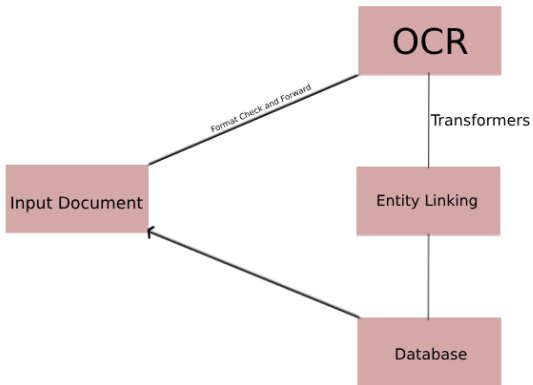 OCR
Format Check and Forward
Transformers
Input Document
Entity Linking
Database